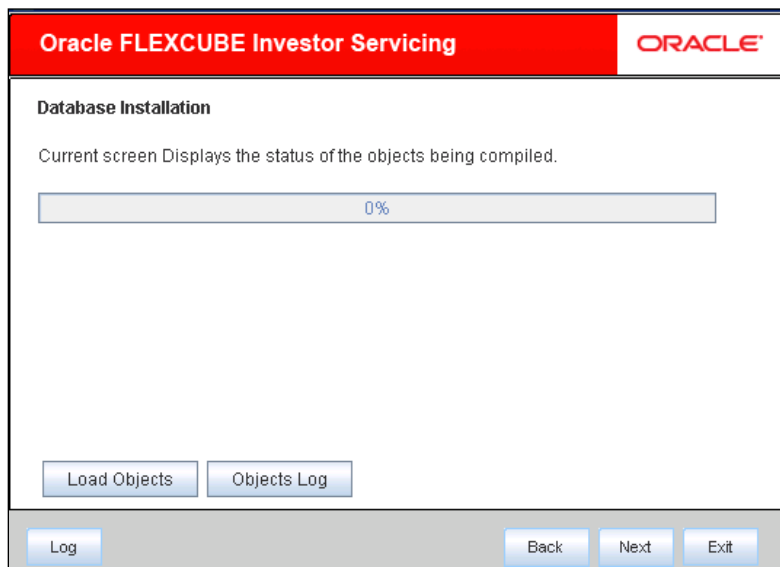 Oracle FLEXCUBE Investor Servicing
ORACLE
Database Installation
Current screen Displays the status of the objects being compiled.
0%
Load Objects
Objects Log
Log
Back
Next
Exit